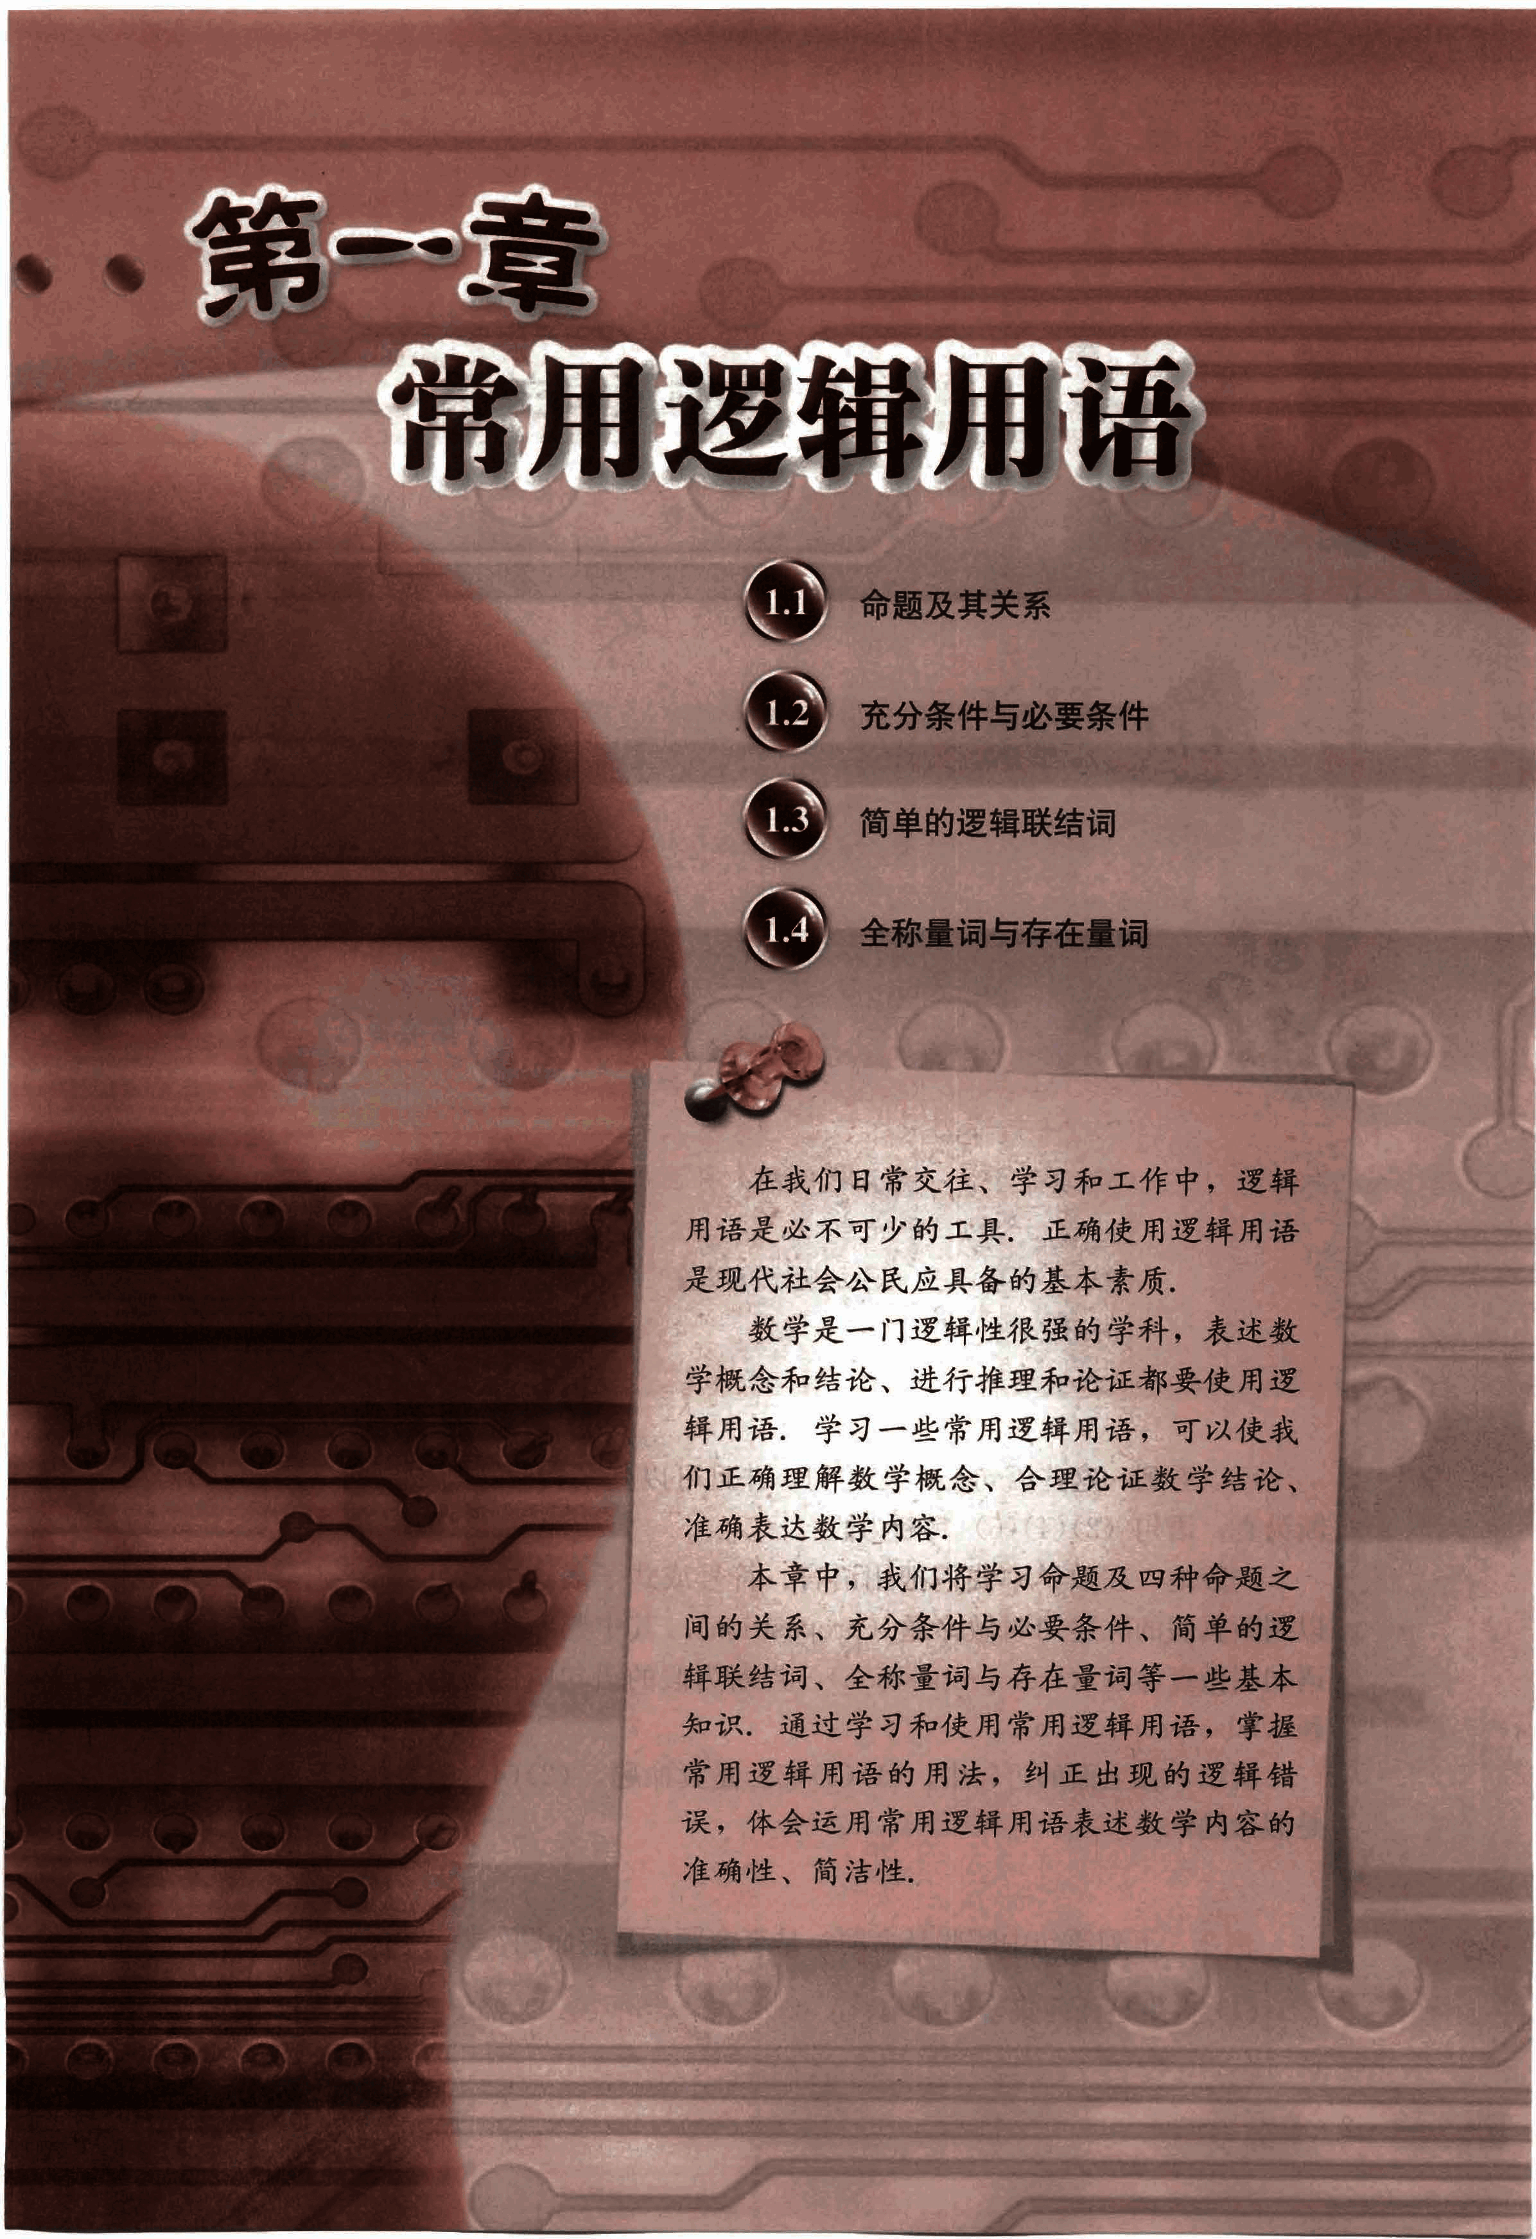 第一章
常用逻辑用语
1.1 命题及其关系
1.2 充分条件与必要条件
1.3 简单的逻辑联结词
1.4 全称量词与存在量词
在我们日常交往、学习和工作中，逻辑
用语是必不可少的工具．正确使用逻辑用语
是现代社会公民应具备的基本素质．
数学是一门逻辑性很强的学科，表述数
学概念和结论、进行推理和论证都要使用逻
辑用语．学习一些常用逻辑用语，可以使我
们正确理解数学概念、合理论证数学结论、
准确表达数学内容．
本章中，我们将学习命题及四种命题之
间的关系、充分条件与必要条件、简单的逻
辑联结词、全称量词与存在量词等一些基本
知识．通过学习和使用常用逻辑用语，掌握
常用逻辑用语的用法，纠正出现的逻辑错
误，体会运用常用逻辑用语表述数学内容的
准确性、简洁性．